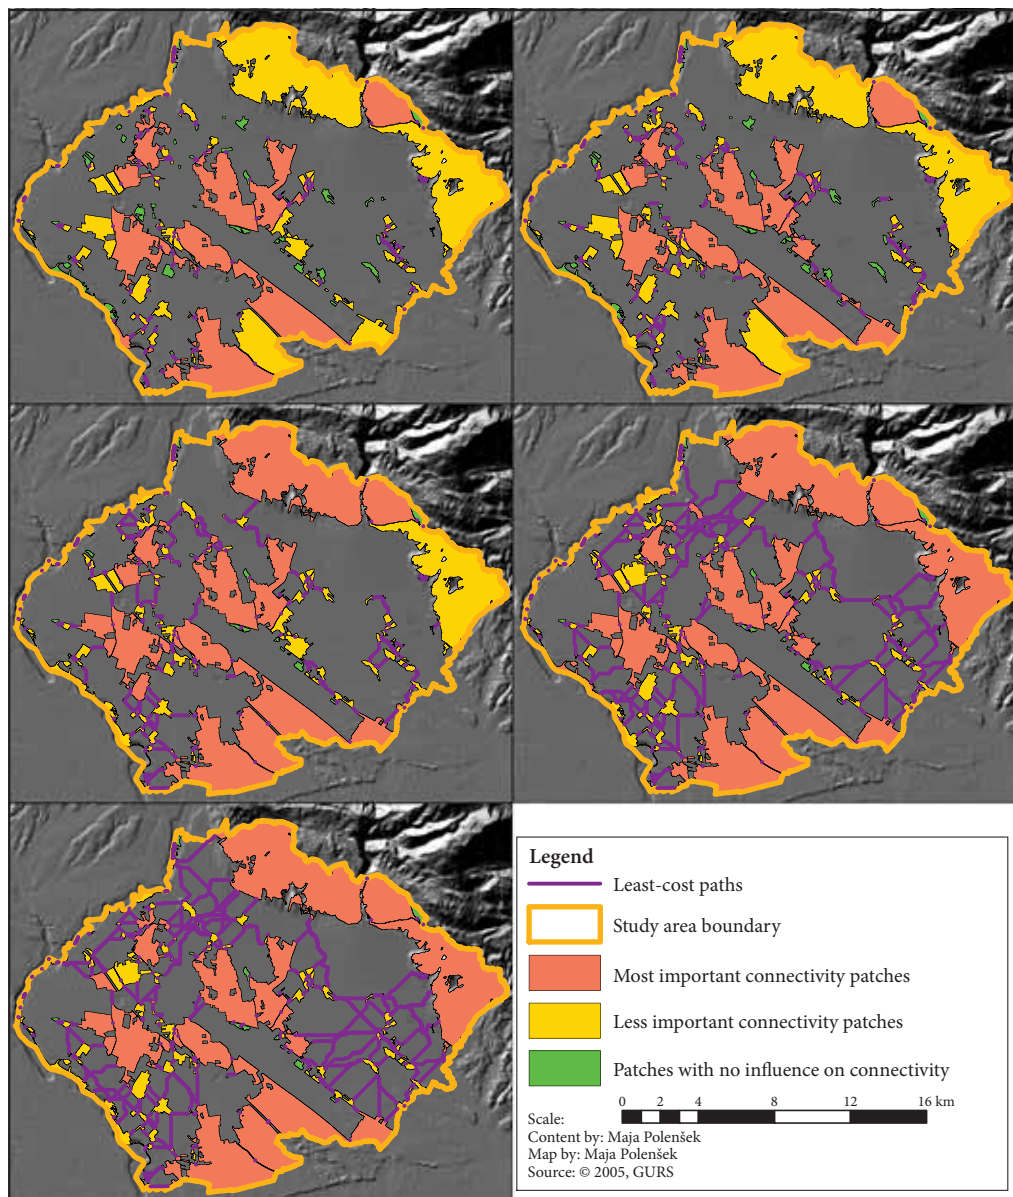 Legend
Least-cost paths
Study area boundary
Most important connectivity patches
Less important connectivity patches
Patches with no influence on connectivity
0 2 4 8 12 16 km
Scale:
Content by: Maja Polenšek
Map by: Maja Polenšek
Source: © 2005, GURS